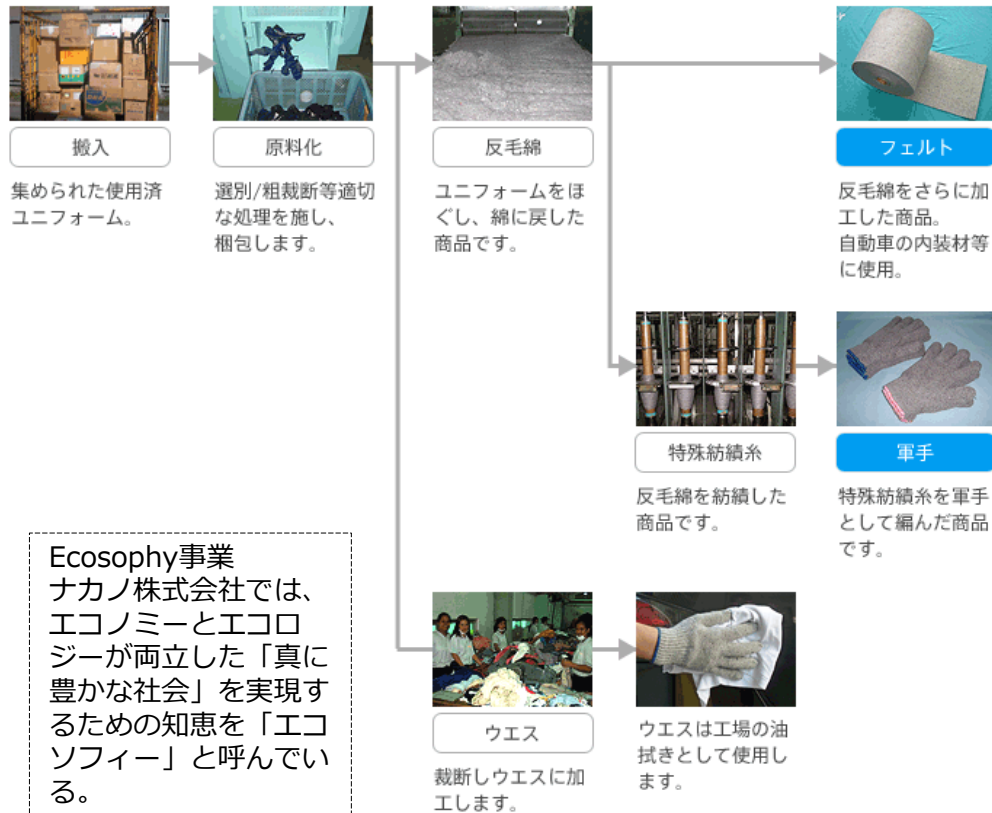 搬入
集められた使用済
ユニフォーム。
原料化
選別/粗裁断等適切
な処理を施し、
梱包します。
反毛綿
ユニフォームをほ
ぐし、綿に戻した
商品です。
フェルト
反毛綿をさらに加
工した商品。
自動車の内装材等
に使用。
特殊紡績糸
反毛綿を紡績した
商品です。
軍手
特殊紡績糸を軍手
として編んだ商品
です。
Ecosophy事業
ナカノ株式会社では、
エコノミーとエコロ
ジーが両立した「真に
豊かな社会」を実現す
るための知恵を「エコ
ソフィー」と呼んでい
る。
ウエス
裁断しウエスに加
工します。
ウエスは工場の油
拭きとして使用し
ます。